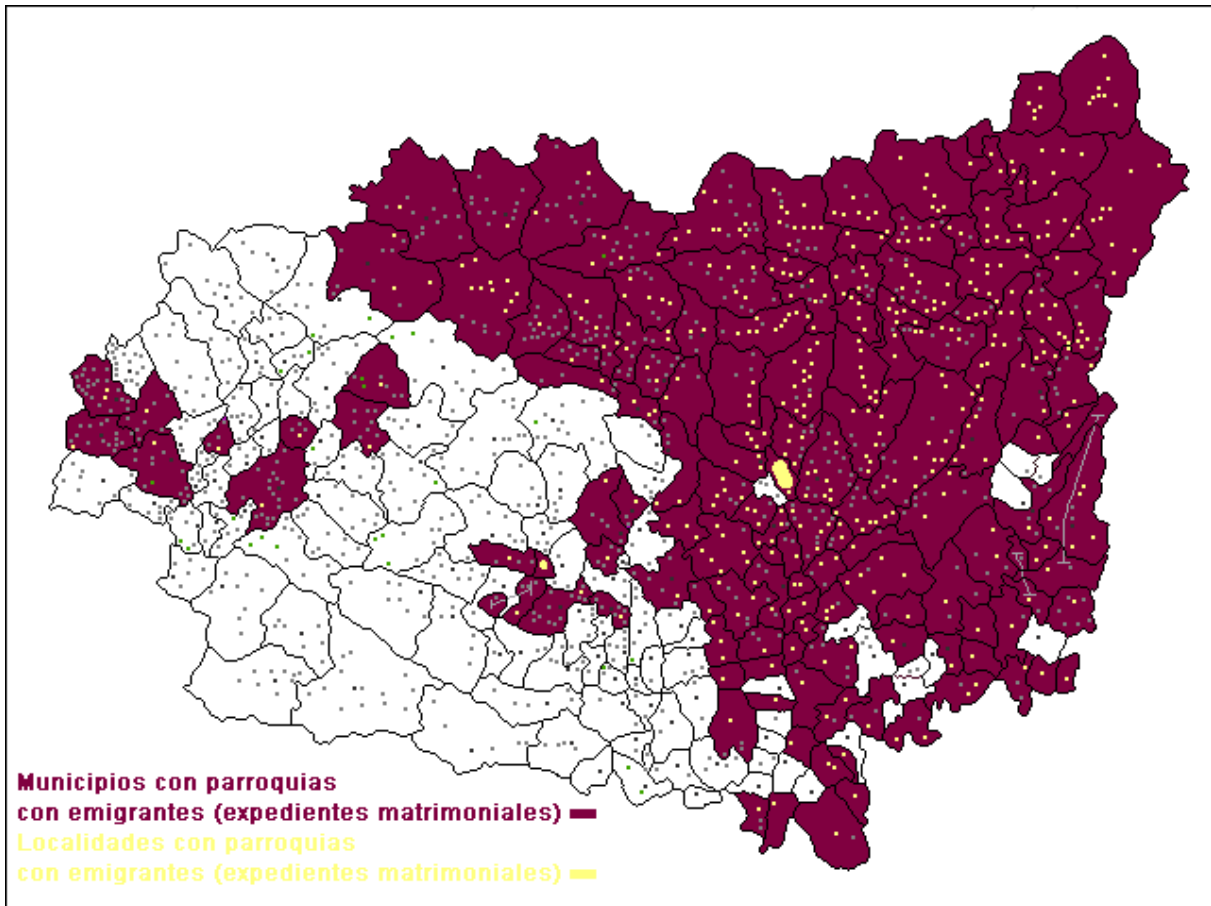 Municipios con parroquias
con emigrantes (expedientes matrimoniales)
Localidades con parroquias
con emigrantes (expedientes matrimoniales)